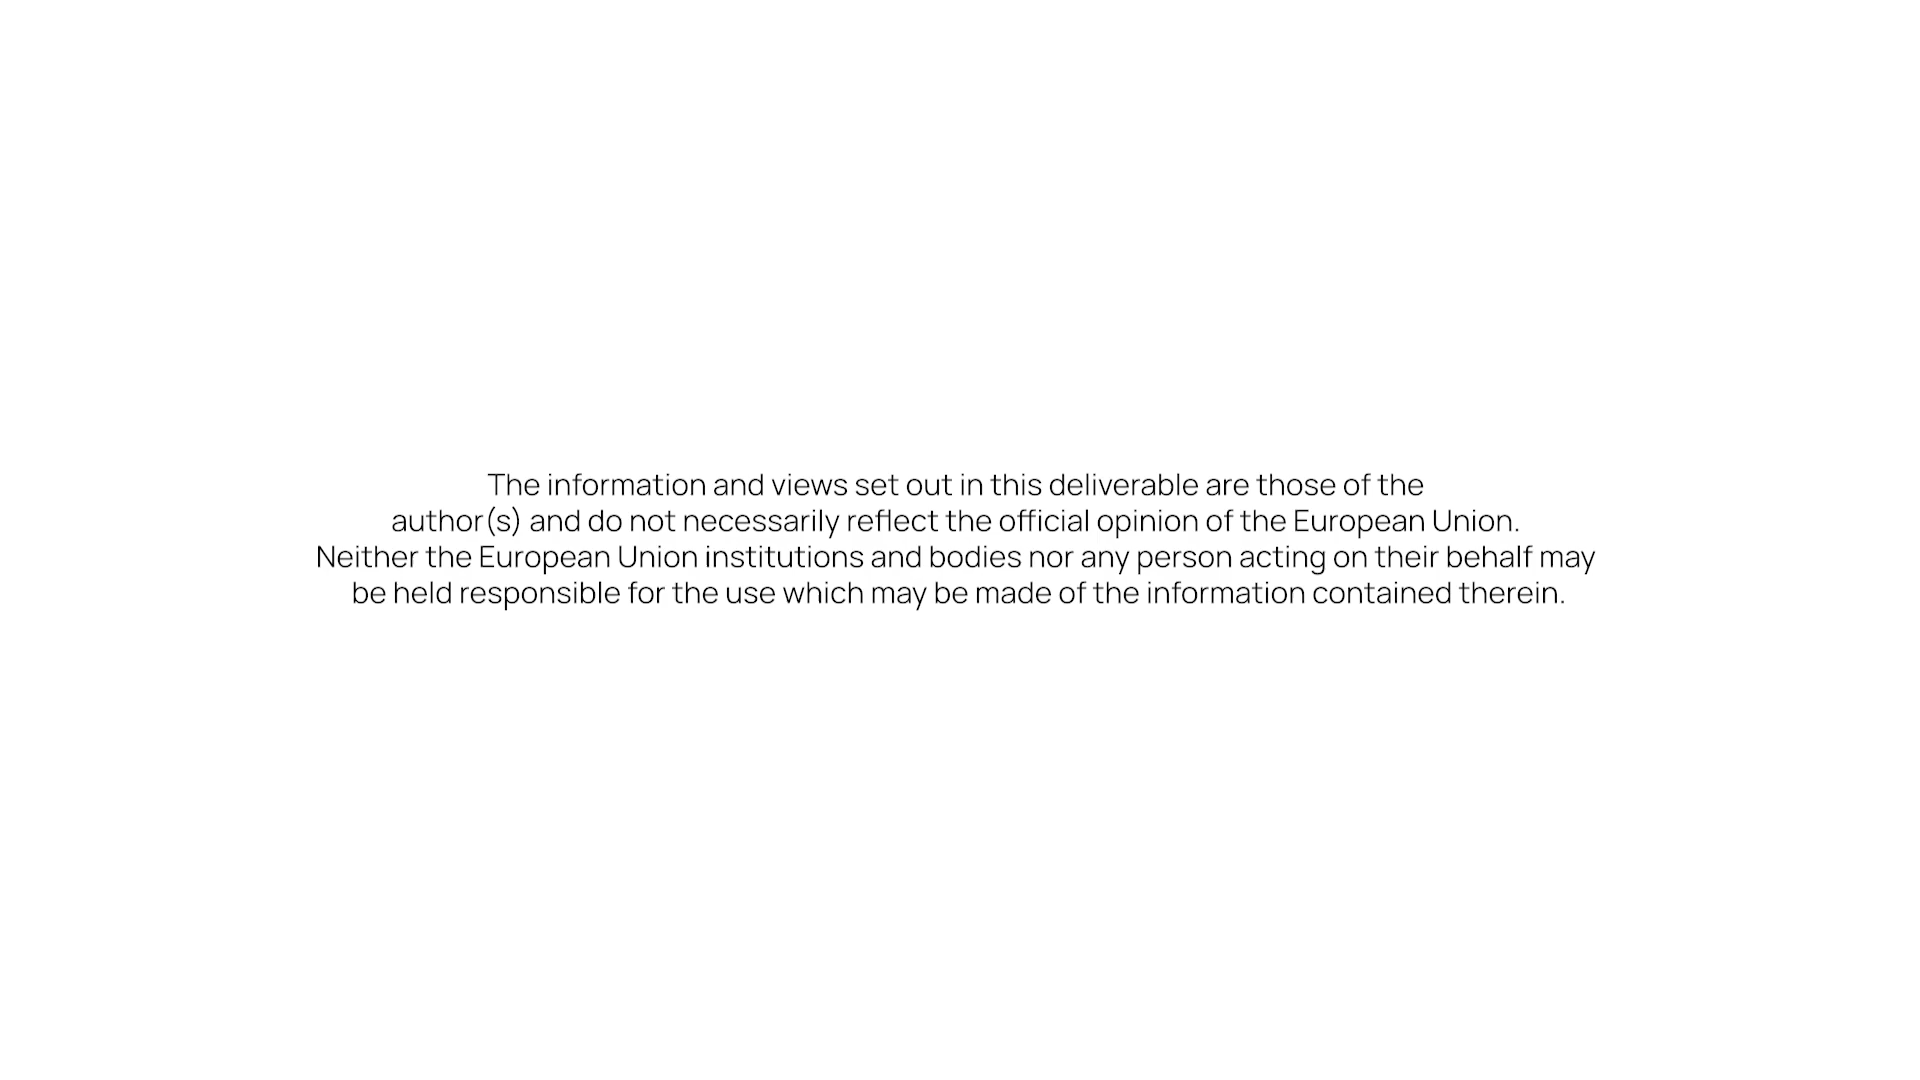 The information and views set out in this deliverable are those of the
author(s) and do not necessarily reflect the official opinion of the European Union.
Neither the European Union institutions and bodies nor any person acting on their behalf may
be held responsible for the use which may be made of the information contained therein.